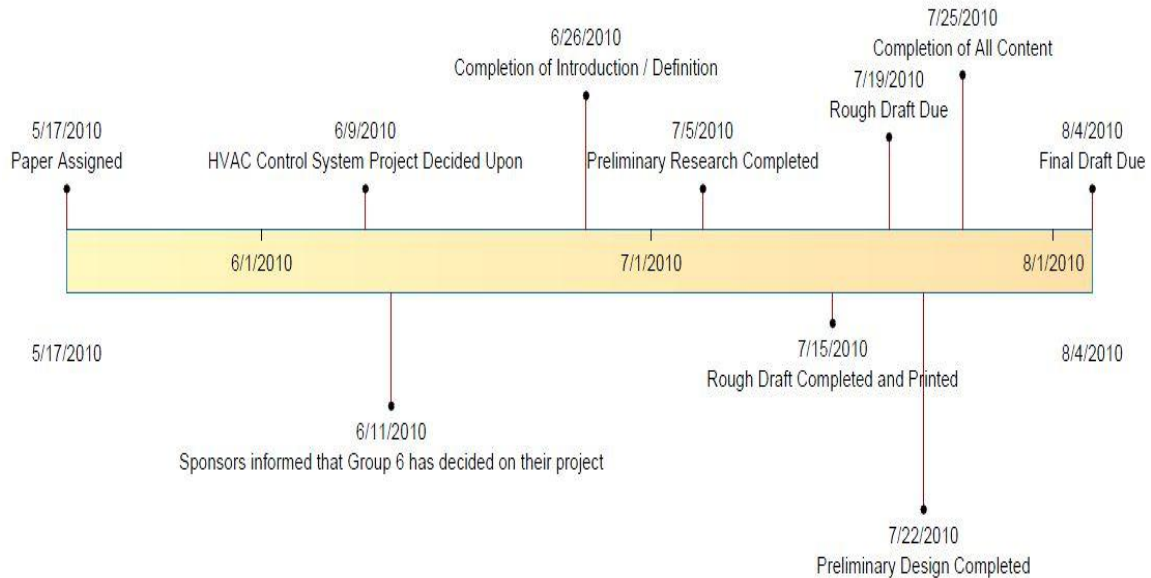 7/25/2010
Completion of All Content
6/26/2010
Completion of Introduction / Definition
7/19/2010
Rough Draft Due
5/17/2010
Paper Assigned
6/9/2010
HVAC Control System Project Decided Upon
7/5/2010
Preliminary Research Completed
8/4/2010
Final Draft Due
6/1/2010
7/1/2010
8/1/2010
5/17/2010
8/4/2010
7/15/2010
Rough Draft Completed and Printed
6/11/2010
Sponsors informed that Group 6 has decided on their project
7/22/2010
Preliminary Design Completed